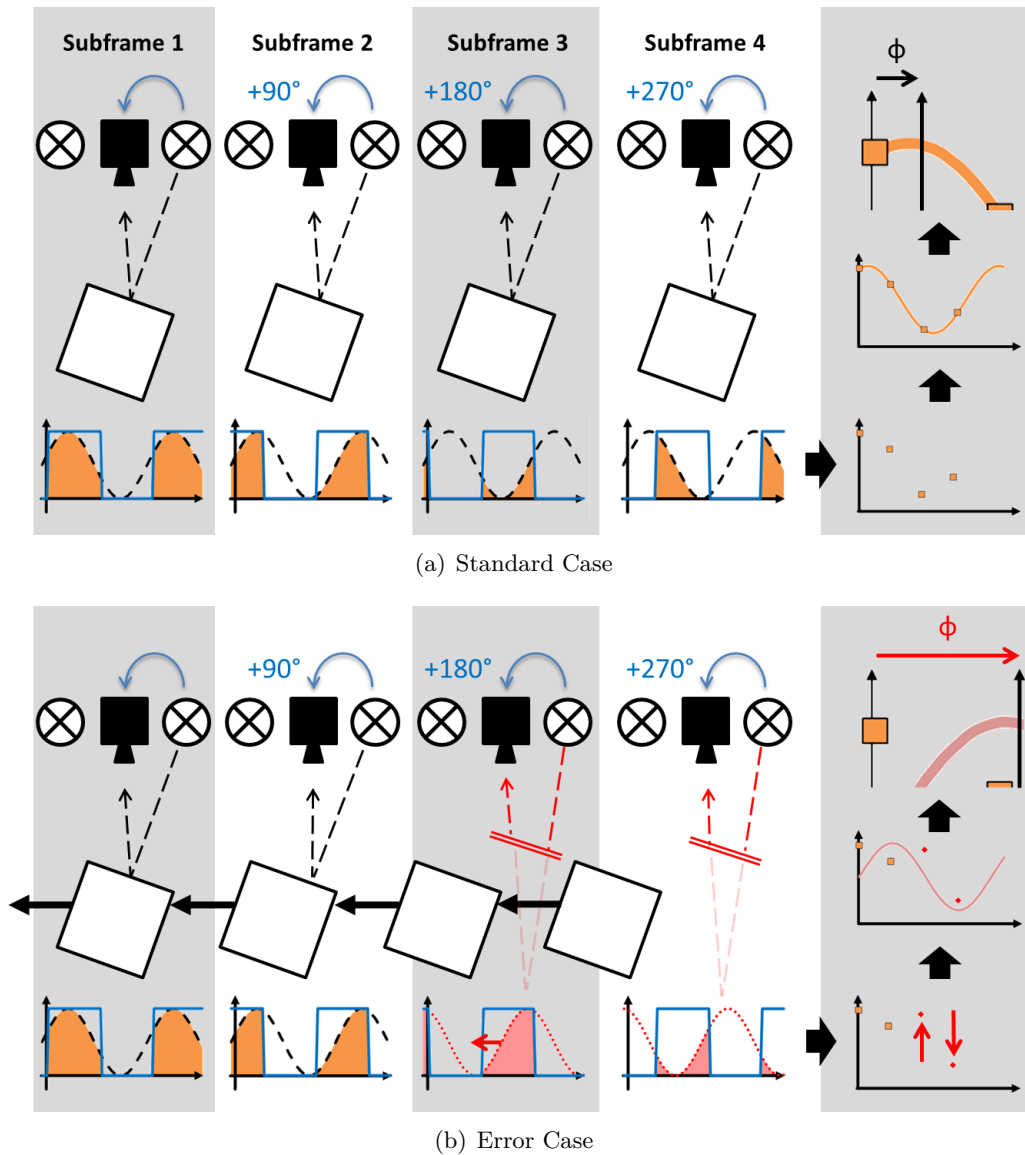 Subframe 1 Subframe 2 Subframe 3 Subframe 4
ϕ
+90° +180° +270°
(a) Standard Case
ϕ
+90° +180° +270°
(b) Error Case